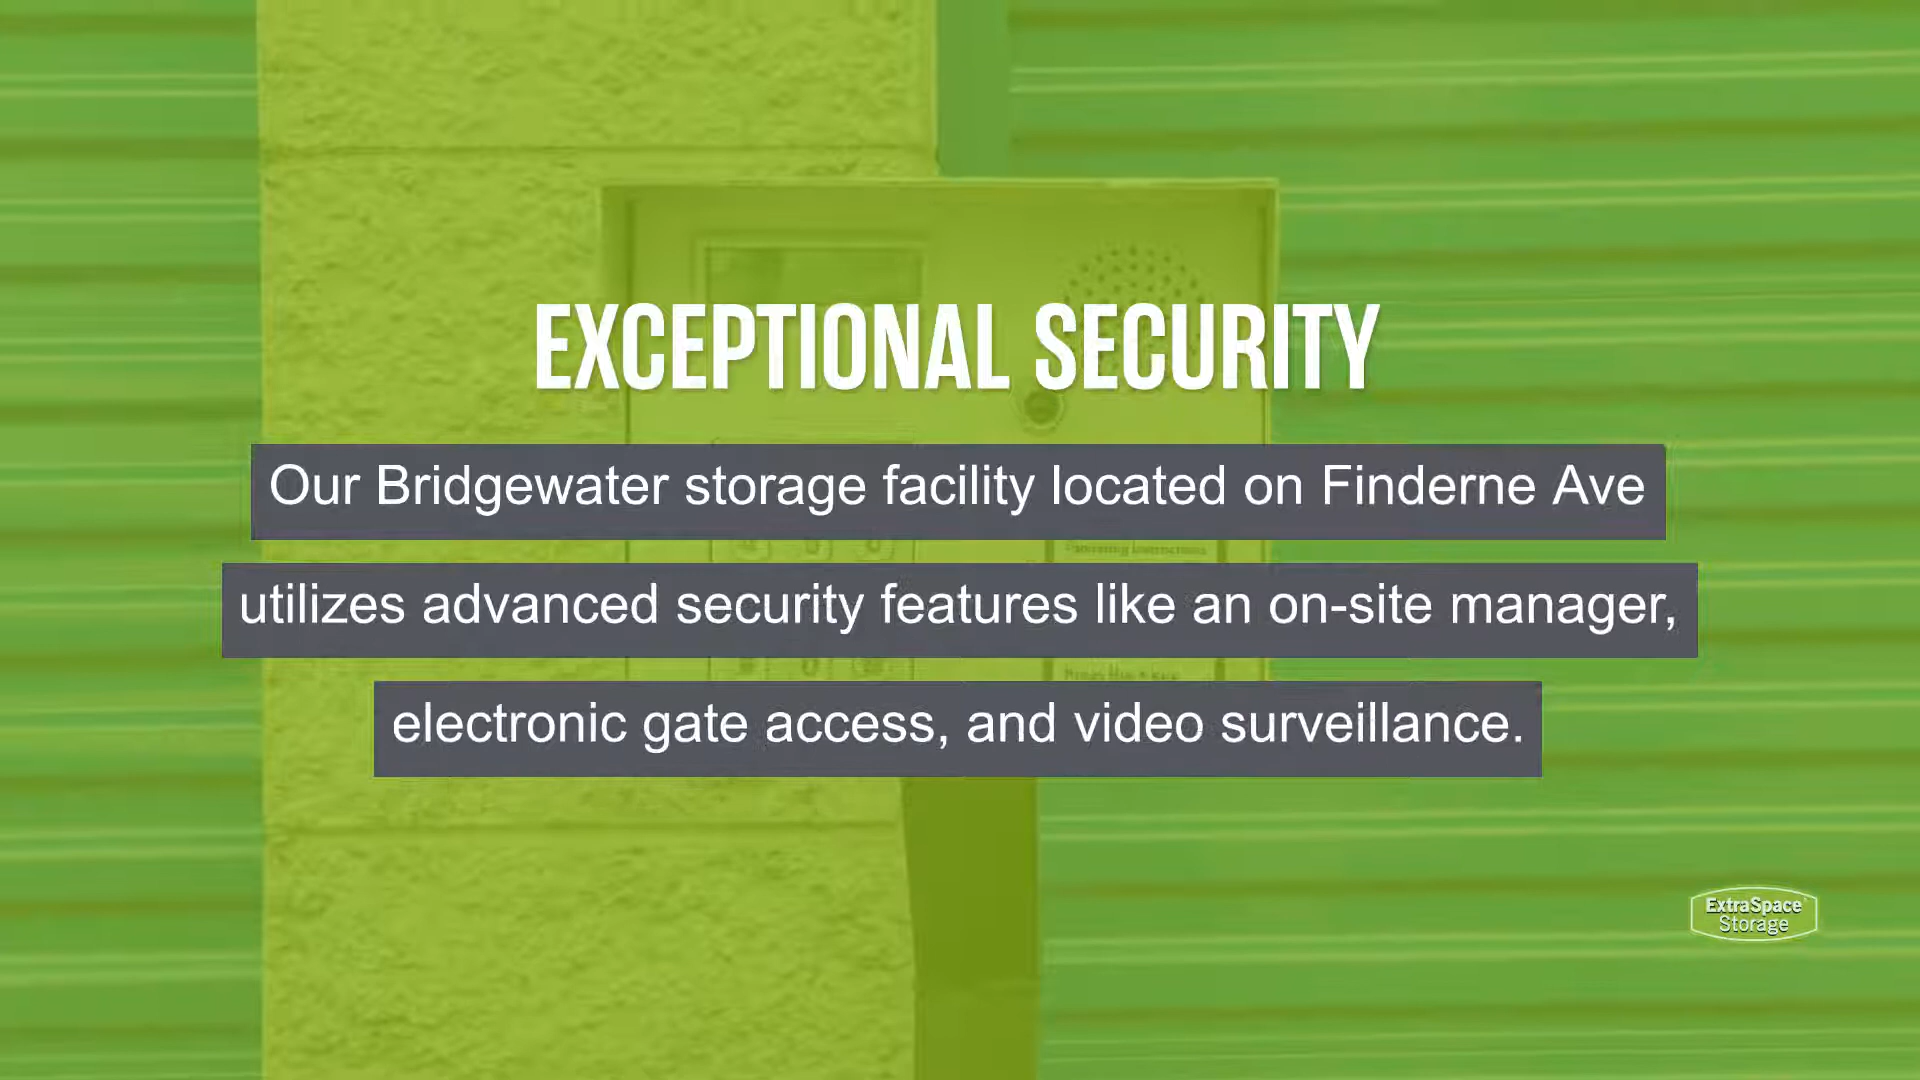 EXCEPTIONAL SECURITY
Our Bridgewater storage facility located on Finderne Ave
utilizes advanced security features like an on-site manager,
electronic gate access, and video surveillance.
ExtraSpace
Storage